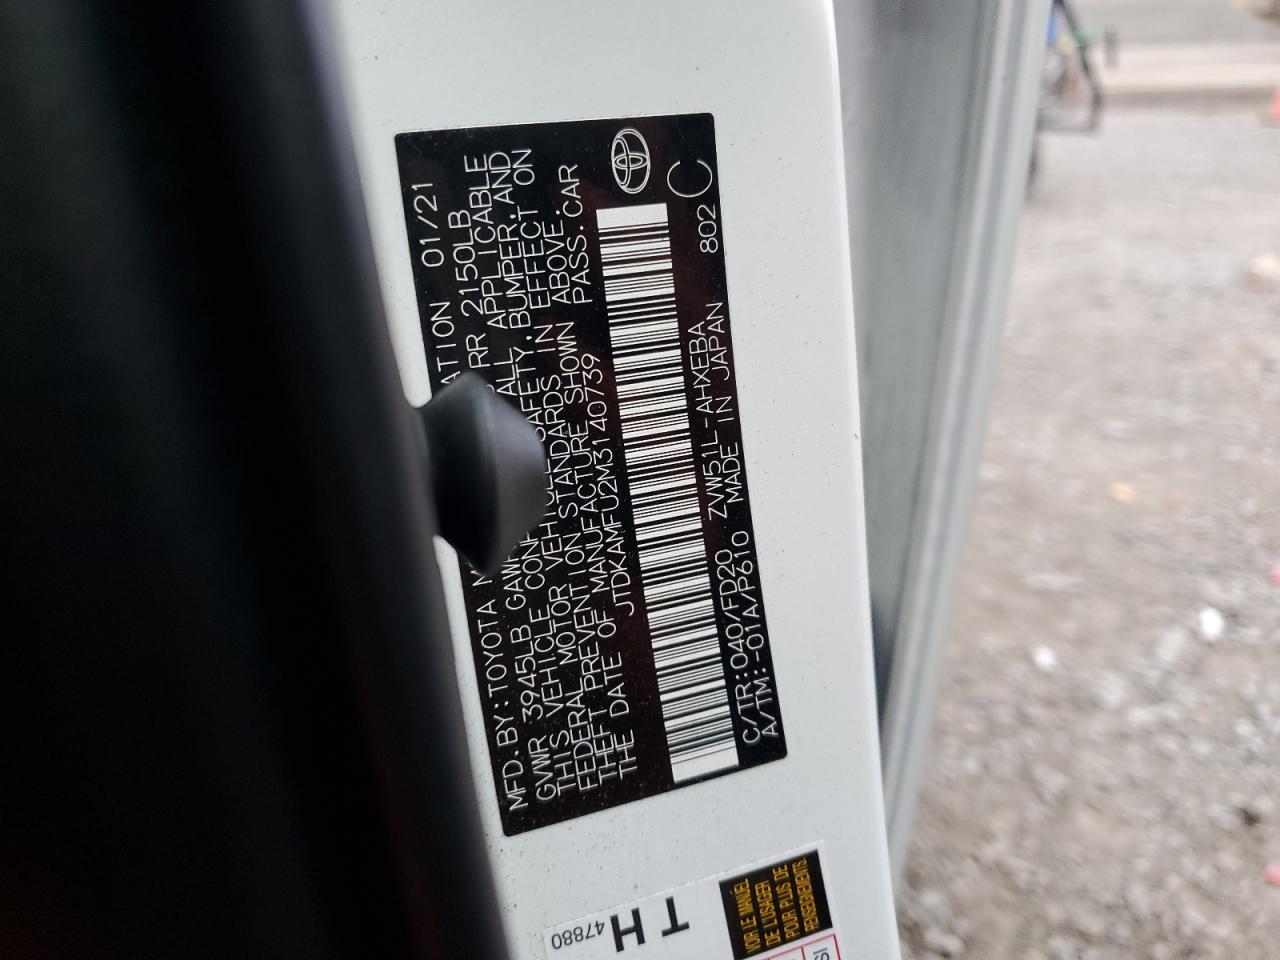 MFD. BY: TOYOTA ATION 01/21
GVWR 3945LB GAWR RR 2150LB
THIS VEHICLE ALL APPLICABLE
FEDERAL MOTOR VEHICLE SAFETY, BUMPER, AND
THEFT PREVENTION STANDARDS IN EFFECT ON
THE DATE OF MANUFACTURE SHOWN ABOVE.
JTDKAMFU2M3140739 PASS. CAR
C/TR:040/FD20 ZVW51L-AHXEBA 802
A/TM:-01A/P610 MADE IN JAPAN C
47880
TH
VOIR LE MANUEL
DE L'USAGER
POUR PLUS DE